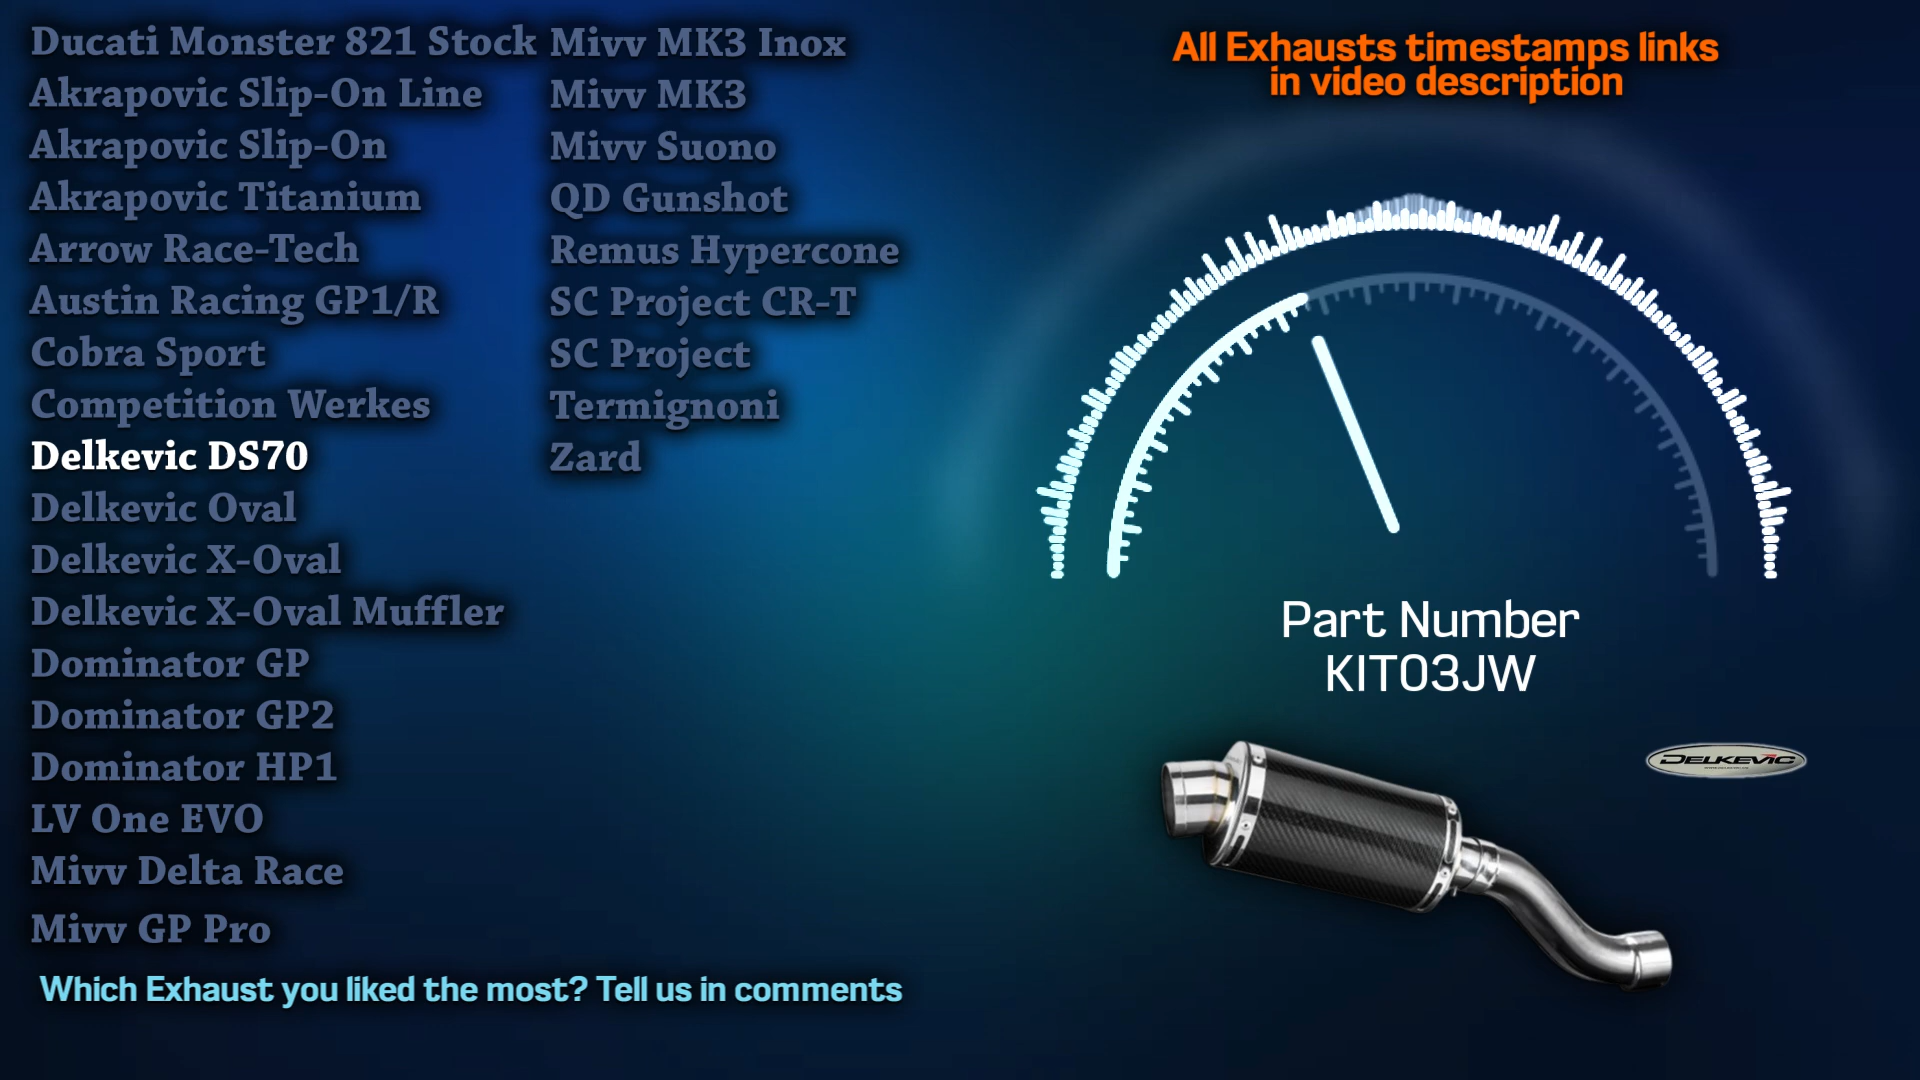 Ducati Monster 821 Stock
Akrapovic Slip-On Line
Akrapovic Slip-On
Akrapovic Titanium
Arrow Race-Tech
Austin Racing GP1/R
Cobra Sport
Competition Werkes
Delkevic DS70
Delkevic Oval
Delkevic X-Oval
Delkevic X-Oval Muffler
Dominator GP
Dominator GP2
Dominator HP1
LV One EVO
Mivv Delta Race
Mivv GP Pro
Mivv MK3 Inox
Mivv MK3
Mivv Suono
QD Gunshot
Remus Hypercone
SC Project CR-T
SC Project
Termignoni
Zard
Which Exhaust you liked the most? Tell us in comments
All Exhausts timestamps links
in video description
Part Number
KIT03JW
DELKEVIC